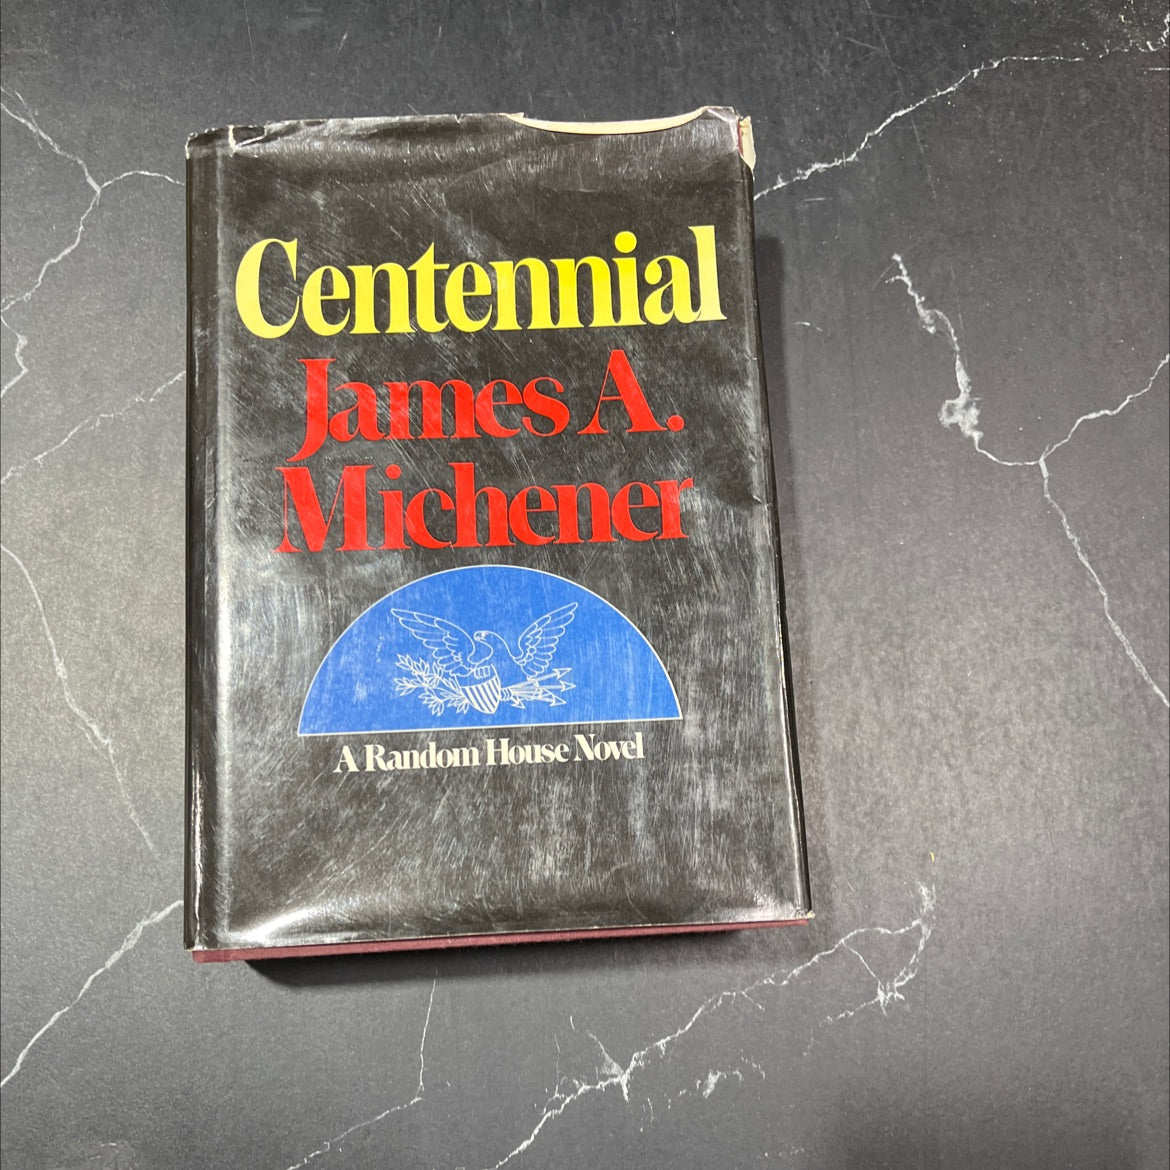 Centennial
James A.
Michener
A Random House Novel